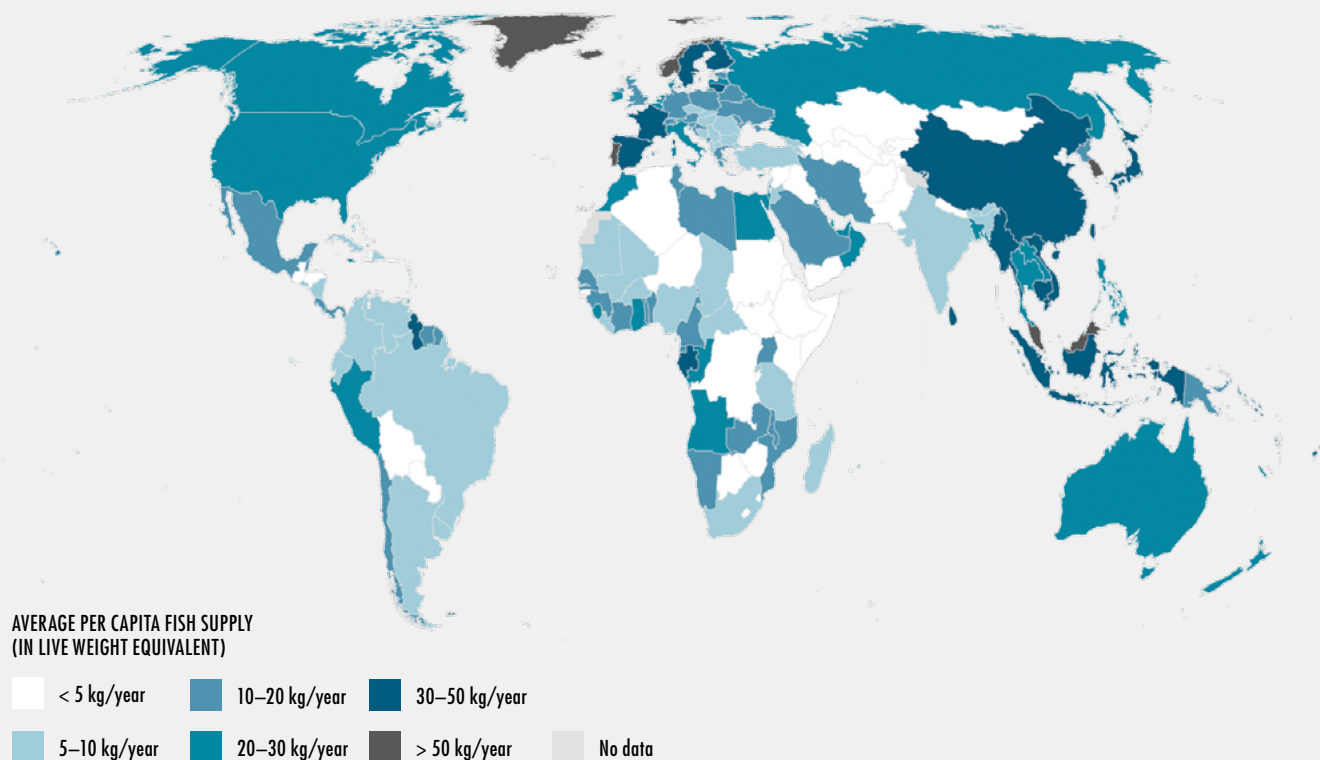 AVERAGE PER CAPITA FISH SUPPLY
(IN LIVE WEIGHT EQUIVALENT)
< 5 kg/year
10–20 kg/year
30–50 kg/year
5–10 kg/year
20–30 kg/year
> 50 kg/year
No data